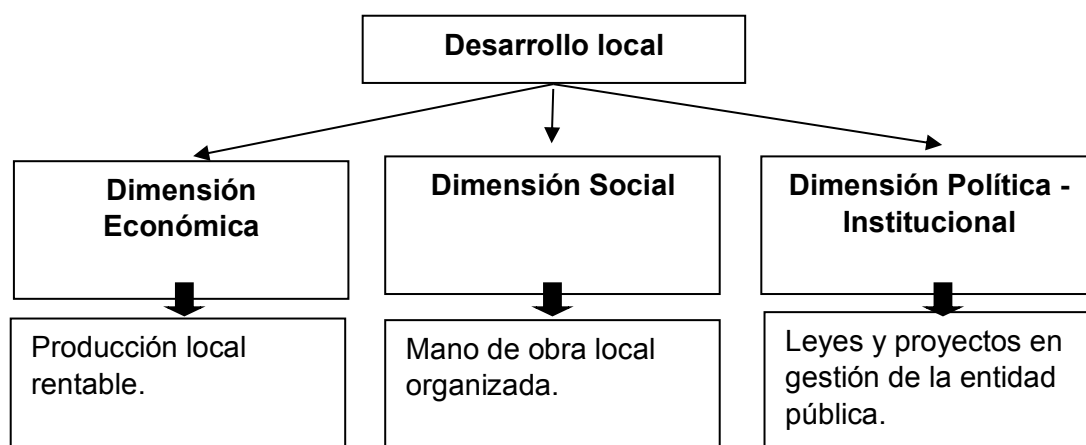 Desarrollo local
Dimensión
Económica
Dimensión Social
Dimensión Política -
Institucional
Producción local
rentable.
Mano de obra local
organizada.
Leyes y proyectos en
gestión de la entidad
pública.